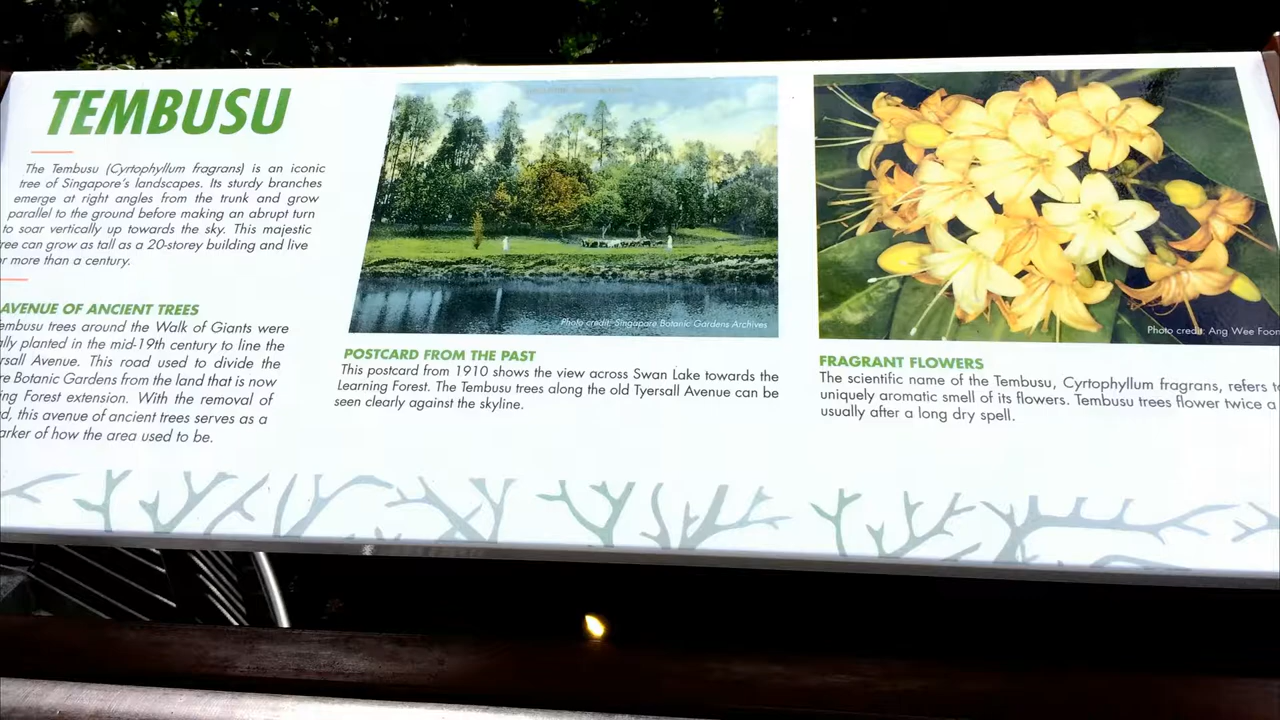 TEMBUSU
The Tembusu (Cyrtophyllum fragrans) is an iconic
tree of Singapore's landscapes. Its sturdy branches
emerge at right angles from the trunk and grow
parallel to the ground before making an abrupt turn
to soar vertically up towards the sky. This majestic
ree can grow as tall as a 20-storey building and live
r more than a century.
AVENUE OF ANCIENT TREES
embusu trees around the Walk of Giants were
lly planted in the mid-19th century to line the
rsall Avenue. This road used to divide the
re Botanic Gardens from the land that is now
ing Forest extension. With the removal of
d, this avenue of ancient trees serves as a
arker of how the area used to be.
Photo credit: Singapore Botanic Gardens Archives
POSTCARD FROM THE PAST
This postcard from 1910 shows the view across Swan Lake towards the
Learning Forest. The Tembusu trees along the old Tyersall Avenue can be
seen clearly against the skyline.
Photo credit: Ang Wee Foon
FRAGRANT FLOWERS
The scientific name of the Tembusu, Cyrtophyllum fragrans, refers t
uniquely aromatic smell of its flowers. Tembusu trees flower twice a
usually after a long dry spell.